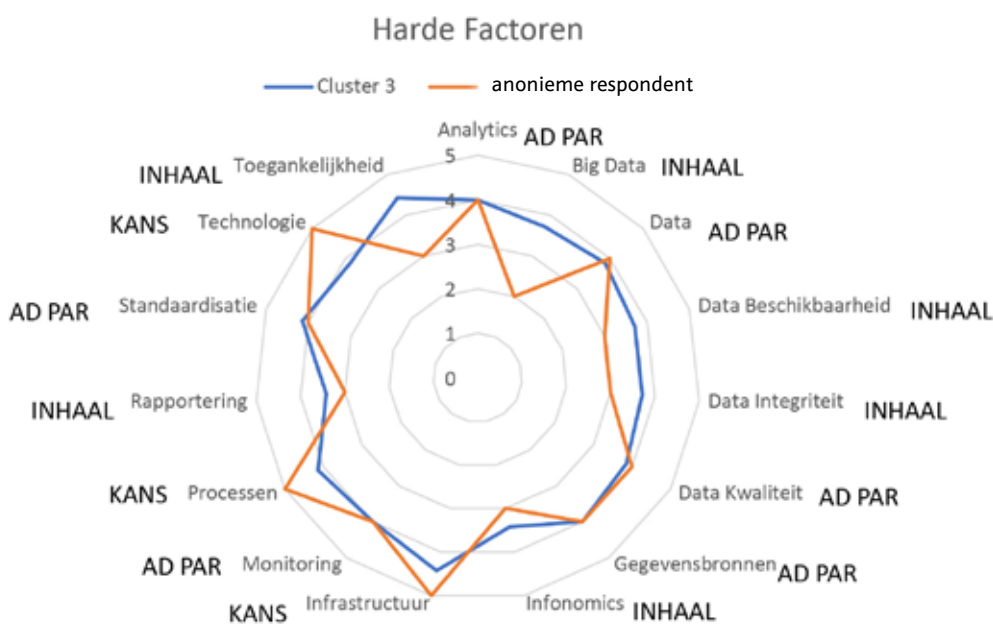 Harde Factoren
Cluster 3 anonieme respondent
Analytics AD PAR
Big Data INHAAL
Data AD PAR
Data Beschikbaarheid INHAAL
Data Integriteit INHAAL
Data Kwaliteit AD PAR
Gegevensbronnen AD PAR
Infonomics INHAAL
Infrastructuur
KANS
Monitoring
AD PAR
KANS Processen
INHAAL Rapportering
AD PAR Standaardisatie
KANS Technologie
INHAAL Toegankelijkheid
5
4
3
2
1
0